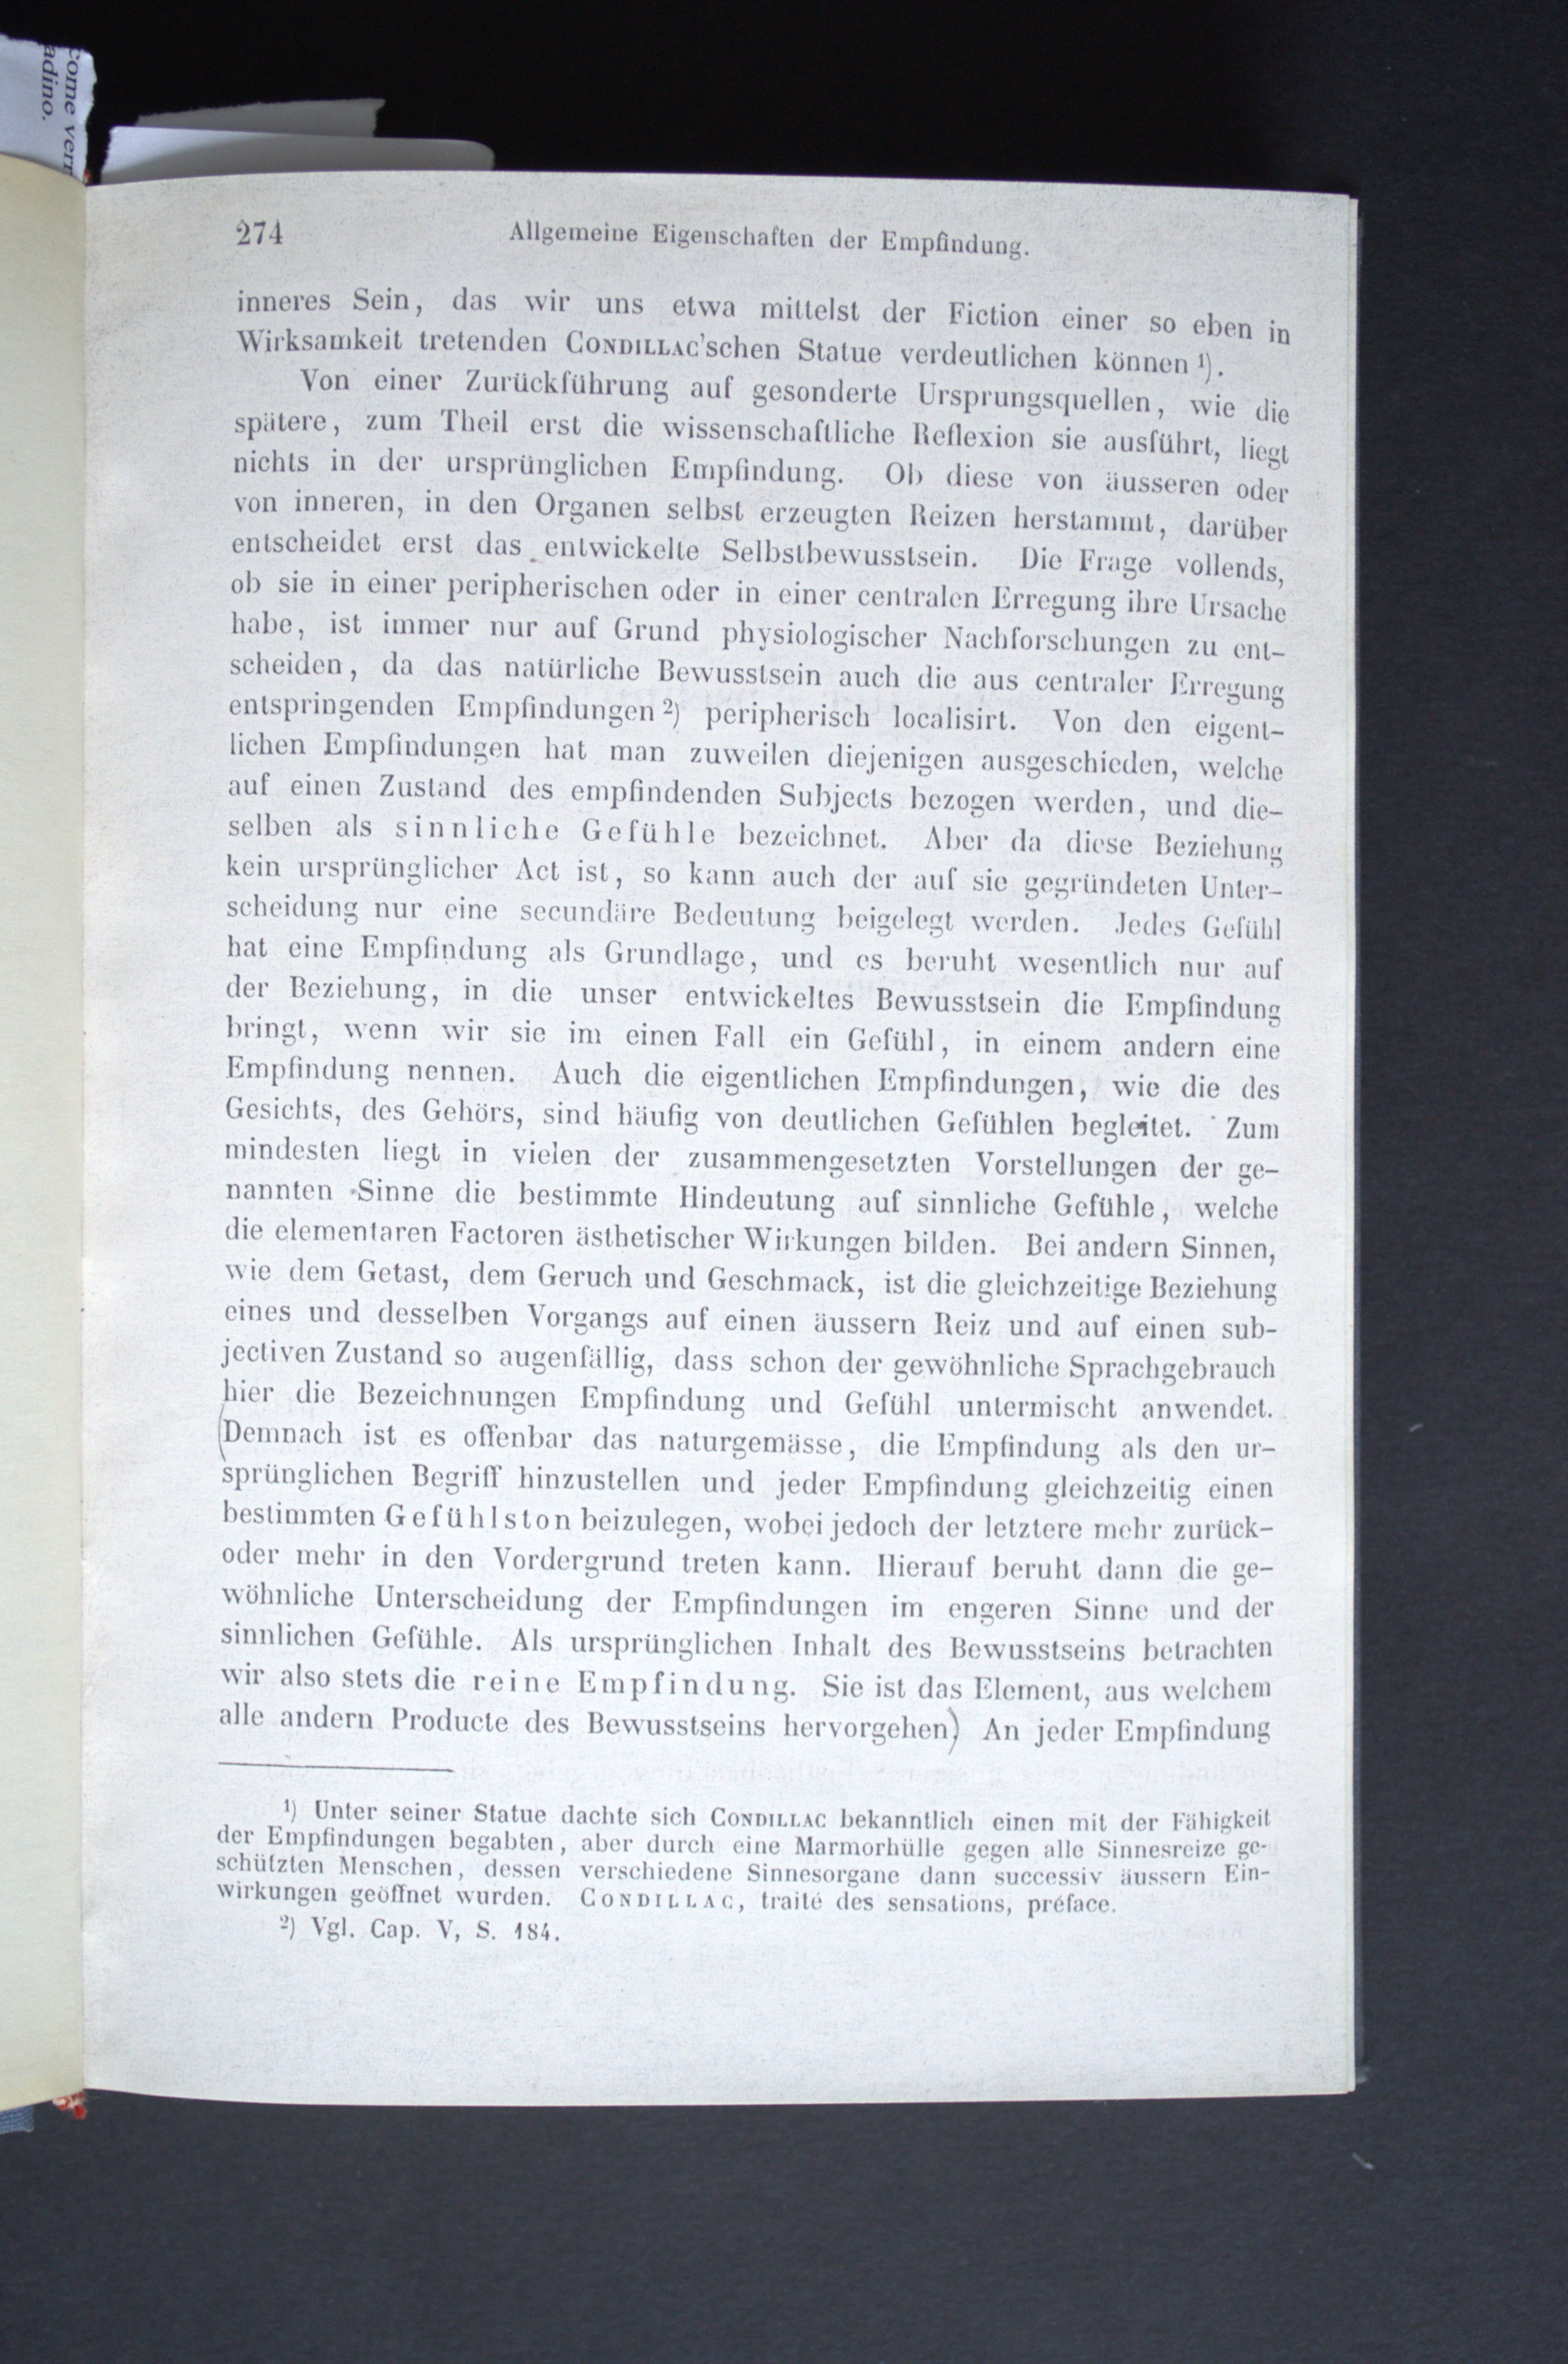 come verr
adino.
274 Allgemeine Eigenschaften der Empfindung.
inneres Sein, das wir uns etwa mittelst der Fiction einer so eben in
Wirksamkeit tretenden CONDILLAC'schen Statue verdeutlichen können 1).
Von einer Zurückführung auf gesonderte Ursprungsquellen, wie die
spätere, zum Theil erst die wissenschaftliche Reflexion sie ausführt, liegt
nichts in der ursprünglichen Empfindung. Ob diese von äusseren oder
von inneren, in den Organen selbst erzeugten Reizen herstammt, darüber
entscheidet erst das entwickelte Selbstbewusstsein. Die Frage vollends,
ob sie in einer peripherischen oder in einer centralen Erregung ihre Ursache
habe, ist immer nur auf Grund physiologischer Nachforschungen zu ent-
scheiden, da das natürliche Bewusstsein auch die aus centraler Erregung
entspringenden Empfindungen 2) peripherisch localisirt. Von den eigent-
lichen Empfindungen hat man zuweilen diejenigen ausgeschieden, welche
auf einen Zustand des empfindenden Subjects bezogen werden, und die-
selben als sinnliche Gefühle bezeichnet. Aber da diese Beziehung
kein ursprünglicher Act ist, so kann auch der auf sie gegründeten Unter-
scheidung nur eine secundäre Bedeutung beigelegt werden. Jedes Gefühl
hat eine Empfindung als Grundlage, und es beruht wesentlich nur auf
der Beziehung, in die unser entwickeltes Bewusstsein die Empfindung
bringt, wenn wir sie im einen Fall ein Gefühl, in einem andern eine
Empfindung nennen. Auch die eigentlichen Empfindungen, wie die des
Gesichts, des Gehörs, sind häufig von deutlichen Gefühlen begleitet. Zum
mindesten liegt in vielen der zusammengesetzten Vorstellungen der ge-
nannten Sinne die bestimmte Hindeutung auf sinnliche Gefühle, welche
die elementaren Factoren ästhetischer Wirkungen bilden. Bei andern Sinnen,
wie dem Getast, dem Geruch und Geschmack, ist die gleichzeitige Beziehung
eines und desselben Vorgangs auf einen äussern Reiz und auf einen sub-
jectiven Zustand so augenfällig, dass schon der gewöhnliche Sprachgebrauch
hier die Bezeichnungen Empfindung und Gefühl untermischt anwendet.
(Demnach ist es offenbar das naturgemässe, die Empfindung als den ur-
sprünglichen Begriff hinzustellen und jeder Empfindung gleichzeitig einen
bestimmten Gefühlston beizulegen, wobei jedoch der letztere mehr zurück-
oder mehr in den Vordergrund treten kann. Hierauf beruht dann die ge-
wöhnliche Unterscheidung der Empfindungen im engeren Sinne und der
sinnlichen Gefühle. Als ursprünglichen Inhalt des Bewusstseins betrachten
wir also stets die reine Empfindung. Sie ist das Element, aus welchem
alle andern Producte des Bewusstseins hervorgehen.) An jeder Empfindung
1) Unter seiner Statue dachte sich CONDILLAC bekanntlich einen mit der Fähigkeit
der Empfindungen begabten, aber durch eine Marmorhülle gegen alle Sinnesreize ge-
schützten Menschen, dessen verschiedene Sinnesorgane dann successiv äussern Ein-
wirkungen geöffnet wurden. CONDILLAC, traité des sensations, préface.
2) Vgl. Cap. V, S. 184.